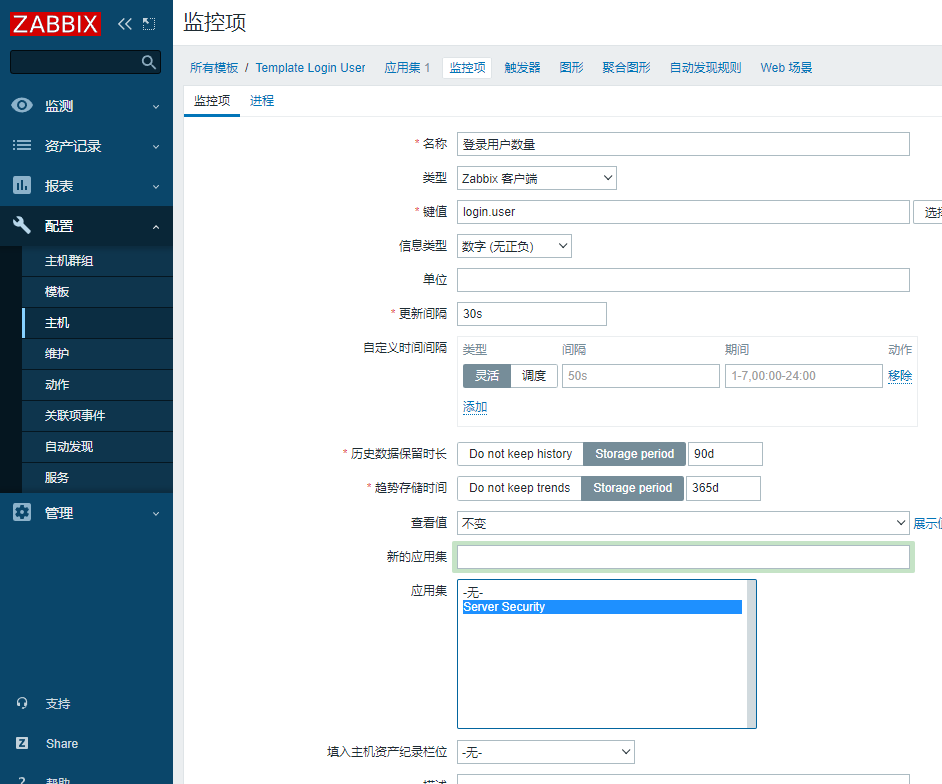 ZABBIX
监测
资产记录
报表
配置
主机群组
模板
主机
维护
动作
关联项事件
自动发现
服务
管理
支持
Z Share
? 帮助
监控项
所有模板 / Template Login User 应用集 1 监控项 触发器 图形 聚合图形 自动发现规则 Web 场景
监控项 进程
* 名称 登录用户数量
类型 Zabbix 客户端
* 键值 login.user 选择
信息类型 数字 (无正负)
单位
* 更新间隔 30s
自定义时间间隔 类型 间隔 期间 动作
灵活 调度 50s 1-7,00:00-24:00 移除
添加
* 历史数据保留时长 Do not keep history Storage period 90d
* 趋势存储时间 Do not keep trends Storage period 365d
查看值 不变 展示值
新的应用集
应用集 -无-
Server Security
填入主机资产纪录栏位 -无-
描述